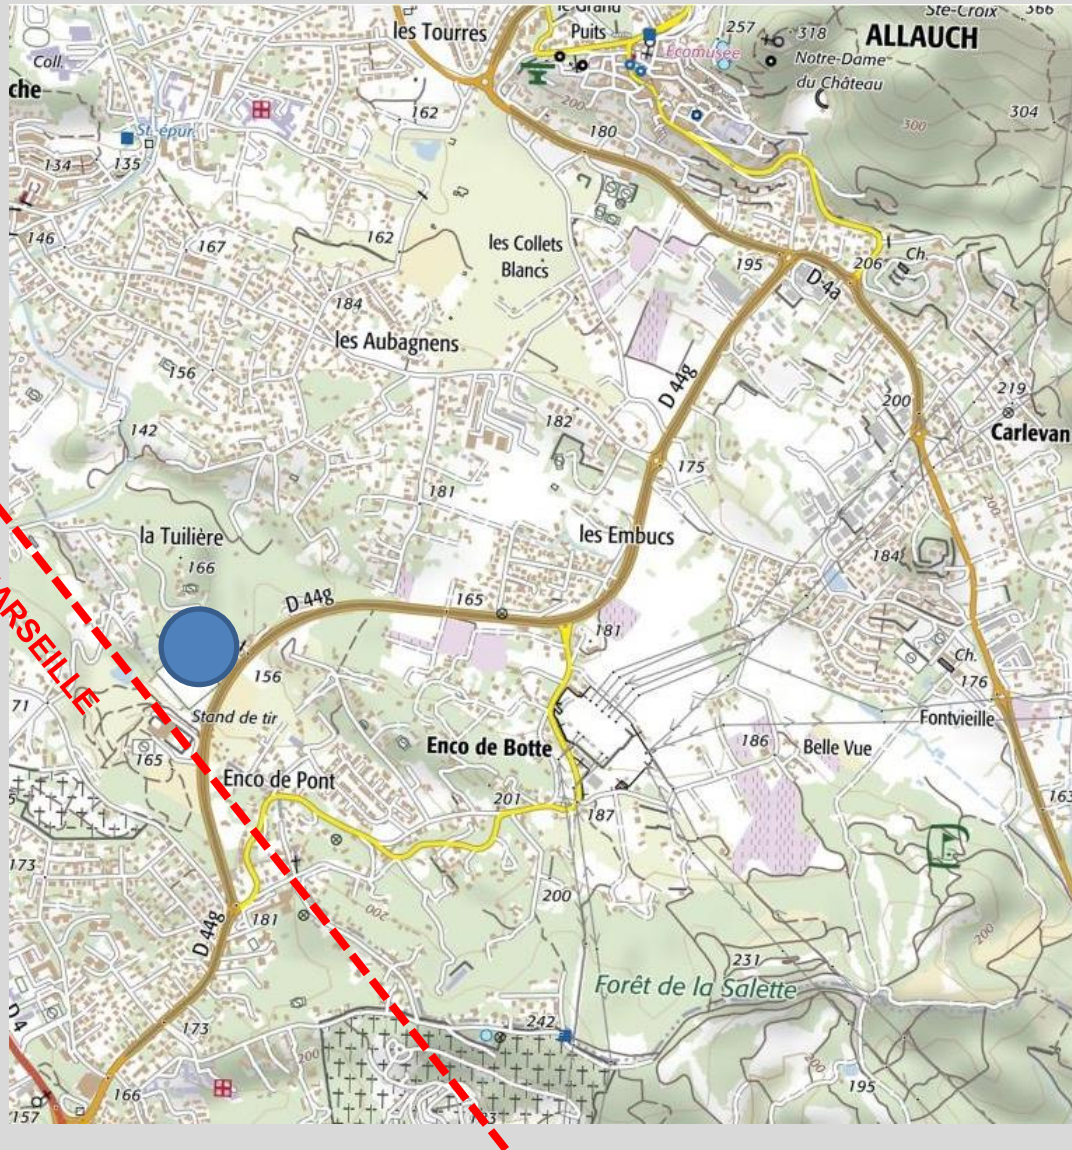 le Grand
Puits
les Tourres
257
318
Ste-Croix
366
ALLAUCH
Ecomusée
Notre-Dame
du Château
Coll.
che
162
200
180
300
304
St. épur.
134
135
146
167
162
les Collets
Blancs
195
206
Ch.
D 4a
184
les Aubagnens
156
D 44g
219
200
142
182
Carlevan
175
181
200
les Embucs
la Tuilière
184
166
D 44g
165
181
ARSEILLE
156
Ch.
176
71
Stand de tir
Fontvieille
165
Enco de Botte
186
Belle Vue
Enco de Pont
201
187
163
173
200
200
181
D 44g
200
231
Forêt de la Salette
D 4
173
242
200
200
195
166
157